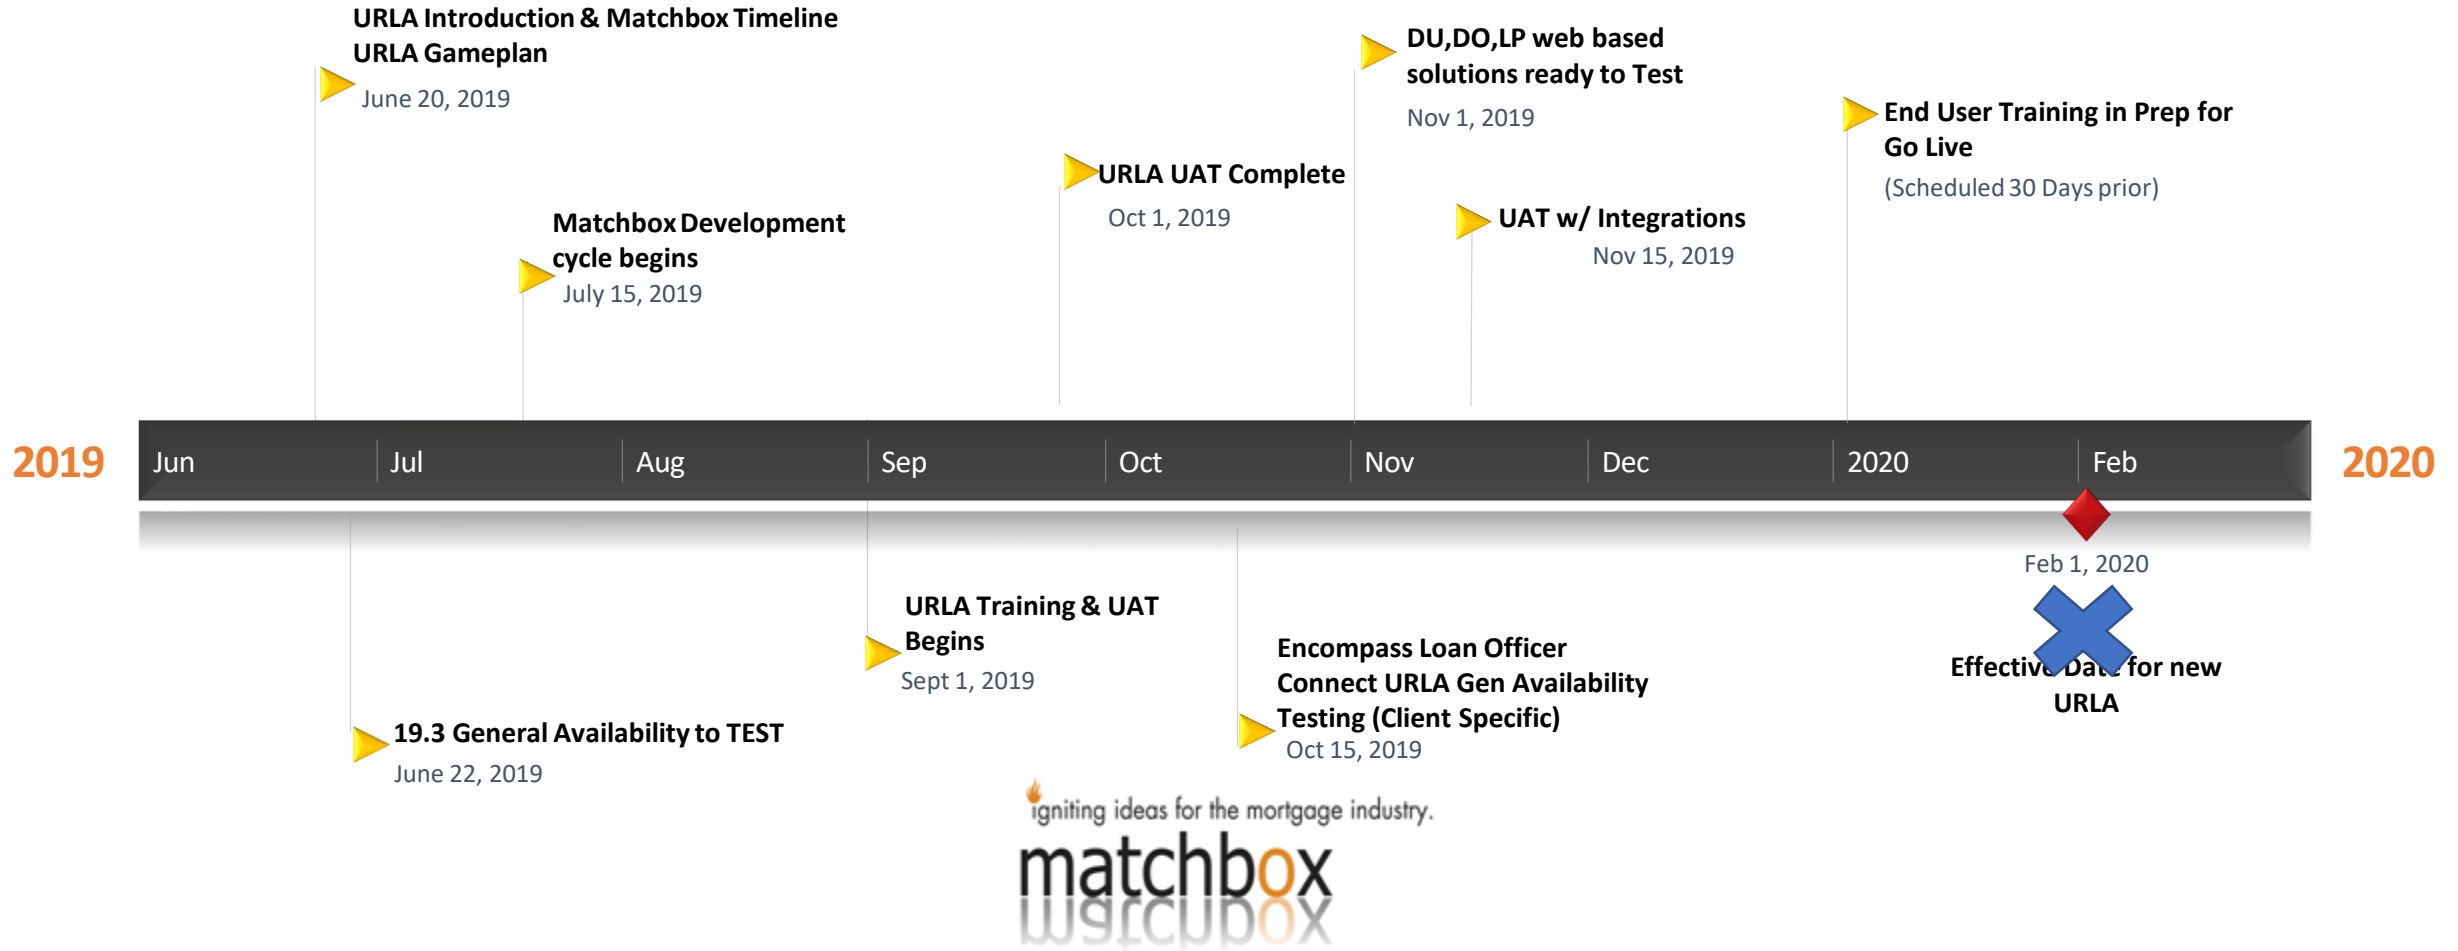 URLA Introduction & Matchbox Timeline
URLA Gameplan
June 20, 2019
DU,DO,LP web based
solutions ready to Test
Nov 1, 2019
End User Training in Prep for
Go Live
(Scheduled 30 Days prior)
URLA UAT Complete
Oct 1, 2019
Matchbox Development
cycle begins
July 15, 2019
UAT w/ Integrations
Nov 15, 2019
2019
Jun
Jul
Aug
Sep
Oct
Nov
Dec
2020
Feb
2020
Feb 1, 2020
Effective Date for new
URLA
URLA Training & UAT
Begins
Sept 1, 2019
Encompass Loan Officer
Connect URLA Gen Availability
Testing (Client Specific)
Oct 15, 2019
19.3 General Availability to TEST
June 22, 2019
igniting ideas for the mortgage industry.
matchbox